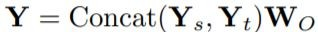 Y = Concat(Y_s, Y_t)W_O